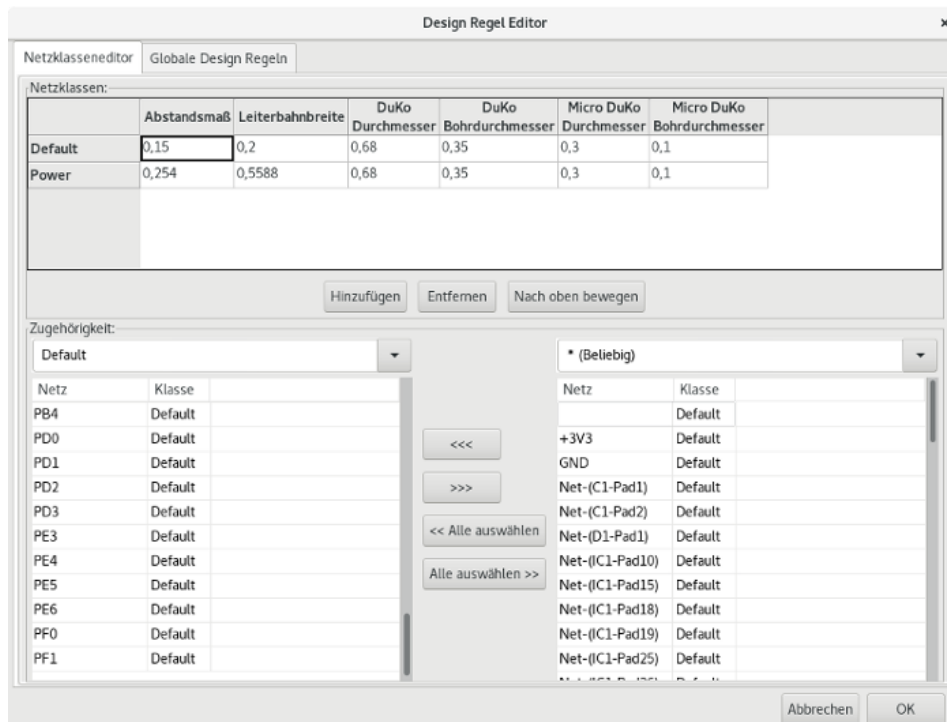 Design Regel Editor
Netzklasseneditor Globale Design Regeln
Netzklassen:
Abstandsmaß Leiterbahnbreite DuKo Durchmesser DuKo Bohrdurchmesser Micro DuKo Durchmesser Micro DuKo Bohrdurchmesser
Default 0,15 0,2 0,68 0,35 0,3 0,1
Power 0,254 0,5588 0,68 0,35 0,3 0,1
Hinzufügen Entfernen Nach oben bewegen
Zugehörigkeit:
Default
Netz Klasse
PB4 Default
PD0 Default
PD1 Default
PD2 Default
PD3 Default
PE3 Default
PE4 Default
PE5 Default
PE6 Default
PF0 Default
PF1 Default
<<<
>>>
<< Alle auswählen
Alle auswählen >>
* (Beliebig)
Netz Klasse
Default
+3V3 Default
GND Default
Net-(C1-Pad1) Default
Net-(C1-Pad2) Default
Net-(D1-Pad1) Default
Net-(IC1-Pad10) Default
Net-(IC1-Pad15) Default
Net-(IC1-Pad18) Default
Net-(IC1-Pad19) Default
Net-(IC1-Pad25) Default
Abbrechen OK